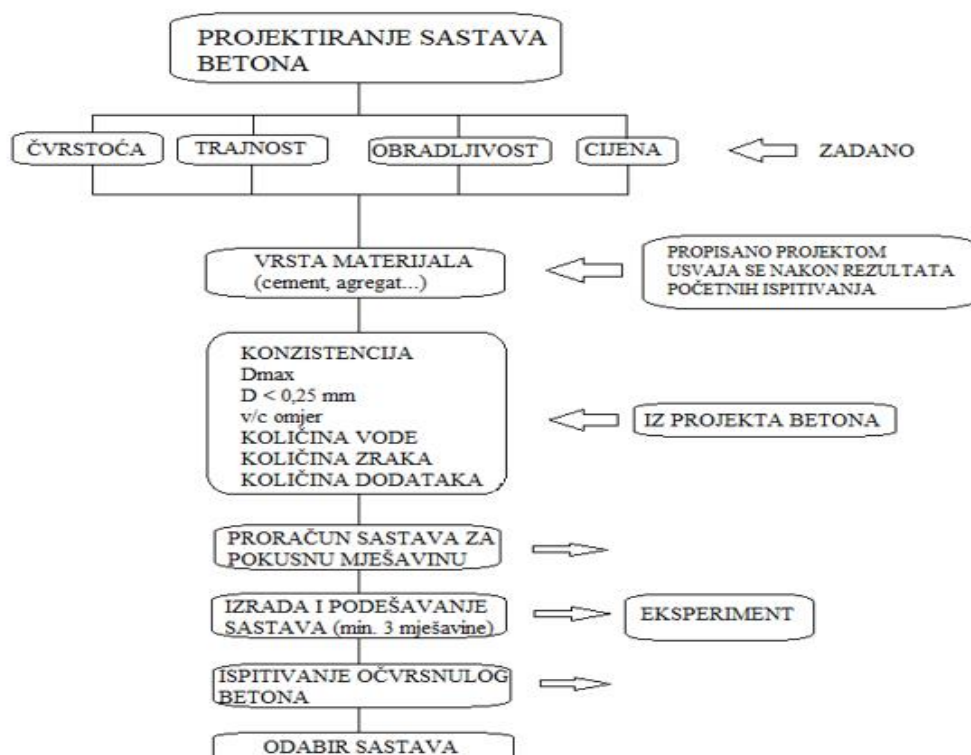 PROJEKTIRANJE SASTAVA
BETONA
ČVRSTOĆA
TRAJNOST
OBRADLJIVOST
CIJENA
ZADANO
VRSTA MATERIJALA
(cement, agregat...)
PROPISANO PROJEKTOM
USVAJA SE NAKON REZULTATA
POČETNIH ISPITIVANJA
KONZISTENCIJA
Dmax
D < 0,25 mm
v/c omjer
KOLIČINA VODE
KOLIČINA ZRAKA
KOLIČINA DODATAKA
IZ PROJEKTA BETONA
PRORAČUN SASTAVA ZA
POKUSNU MJEŠAVINU
IZRADA I PODEŠAVANJE
SASTAVA (min. 3 mješavine)
EKSPERIMENT
ISPITIVANJE OČVRSNULOG
BETONA
ODABIR SASTAVA